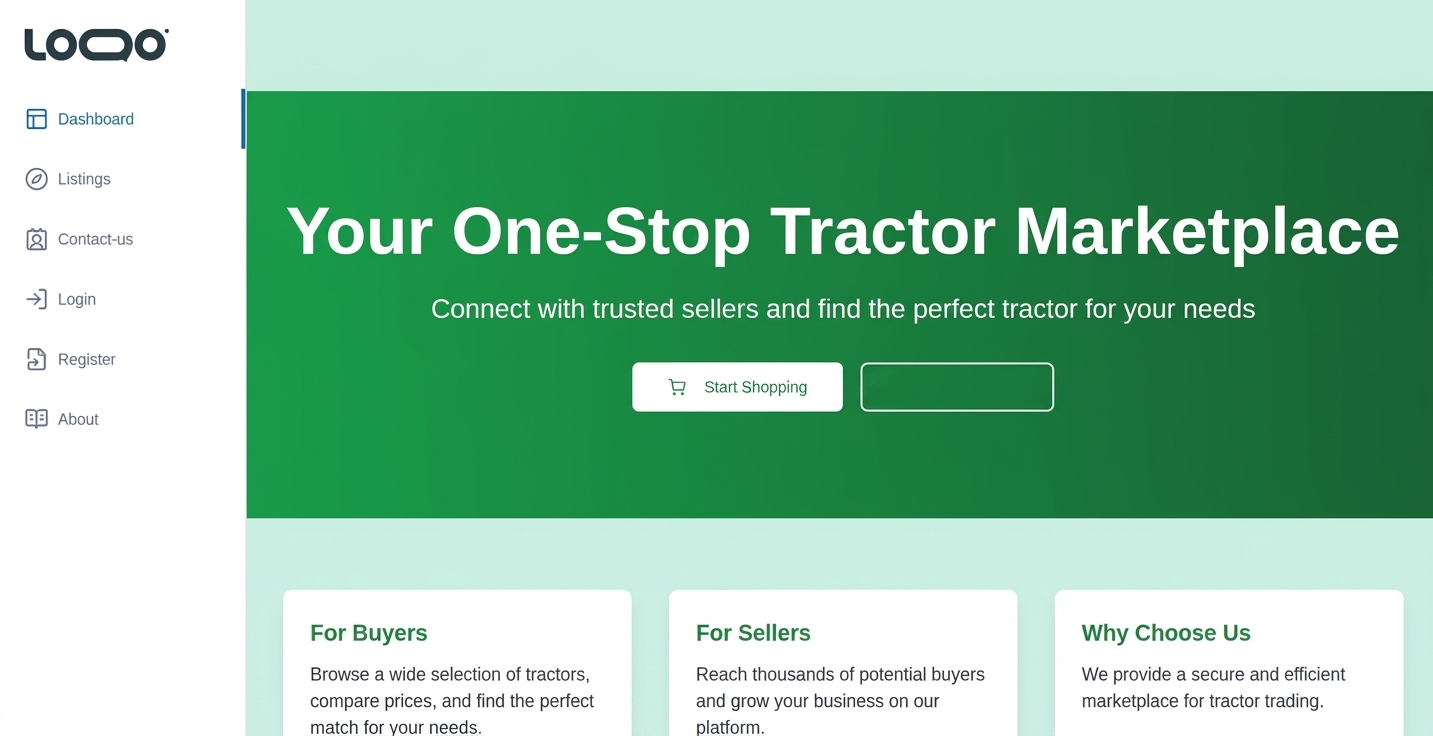 LOGO
Dashboard
Listings
Contact-us
Login
Register
About
Your One-Stop Tractor Marketplace
Connect with trusted sellers and find the perfect tractor for your needs
Start Shopping
For Buyers
Browse a wide selection of tractors,
compare prices, and find the perfect
match for your needs.
For Sellers
Reach thousands of potential buyers
and grow your business on our
platform.
Why Choose Us
We provide a secure and efficient
marketplace for tractor trading.